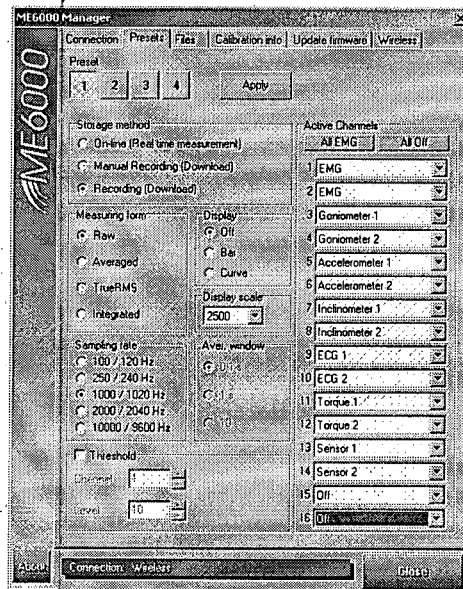 ME6000 Manager
Connection Presets Files Calibration info Update firmware Wireless
ME6000
Preset
1 2 3 4 Apply
Storage method
On-line (Real time measurement)
Manual Recording (Download)
Recording (Download)
Measuring form
Raw
Averaged
TrueRMS
Integrated
Display
Off
Bar
Curve
Display scale
2500
Sampling rate
100 / 120 Hz
250 / 240 Hz
1000 / 1020 Hz
2000 / 2040 Hz
10000 / 9600 Hz
Aver. window
Threshold
Channel 1
Level 10
Active Channels
All EMG All Off
1 EMG
2 EMG
3 Goniometer 1
4 Goniometer 2
5 Accelerometer 1
6 Accelerometer 2
7 Inclinometer 1
8 Inclinometer 2
9 ECG 1
10 ECG 2
11 Torque 1
12 Torque 2
13 Sensor 1
14 Sensor 2
15 Off
16 Off
About
Connection: Wireless
Close